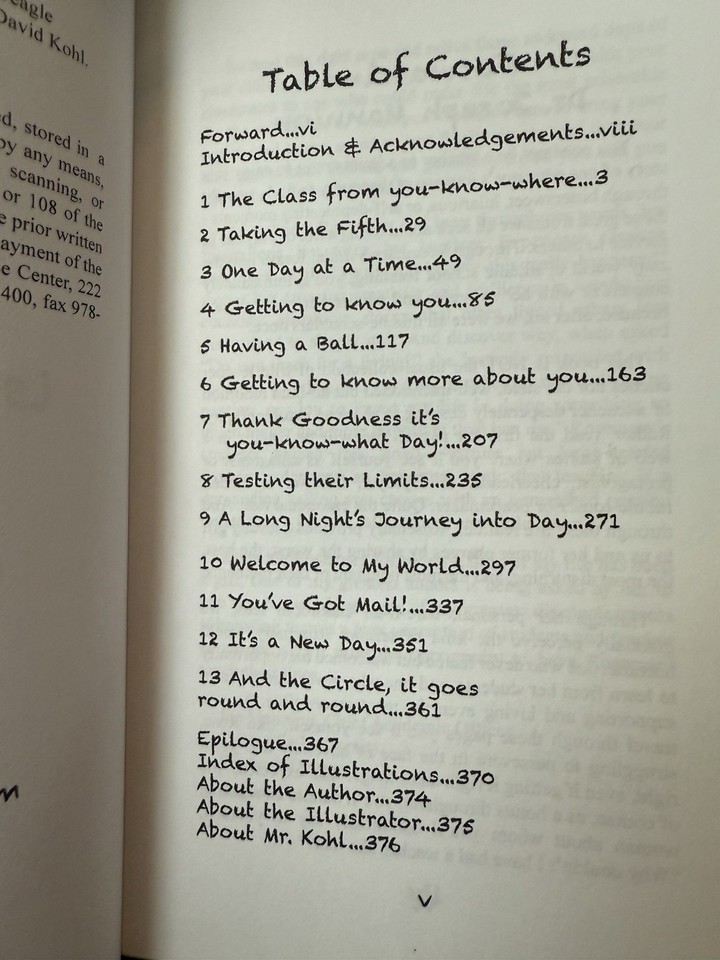 eagle
David Kohl.
d, stored in a
by any means,
scanning, or
or 108 of the
e prior written
ayment of the
e Center, 222
400, fax 978-
Table of Contents
Forward...vi
Introduction & Acknowledgements...viii
1 The Class from you-know-where...3
2 Taking the Fifth...29
3 One Day at a Time...49
4 Getting to know you...85
5 Having a Ball...117
6 Getting to know more about you...163
7 Thank Goodness it's
you-know-what Day!...207
8 Testing their Limits...235
9 A Long Night's Journey into Day...271
10 Welcome to My World...297
11 You've Got Mail!...337
12 It's a New Day...351
13 And the Circle, it goes
round and round...361
Epilogue...367
Index of Illustrations...370
About the Author...374
About the Illustrator...375
About Mr. Kohl...376
v